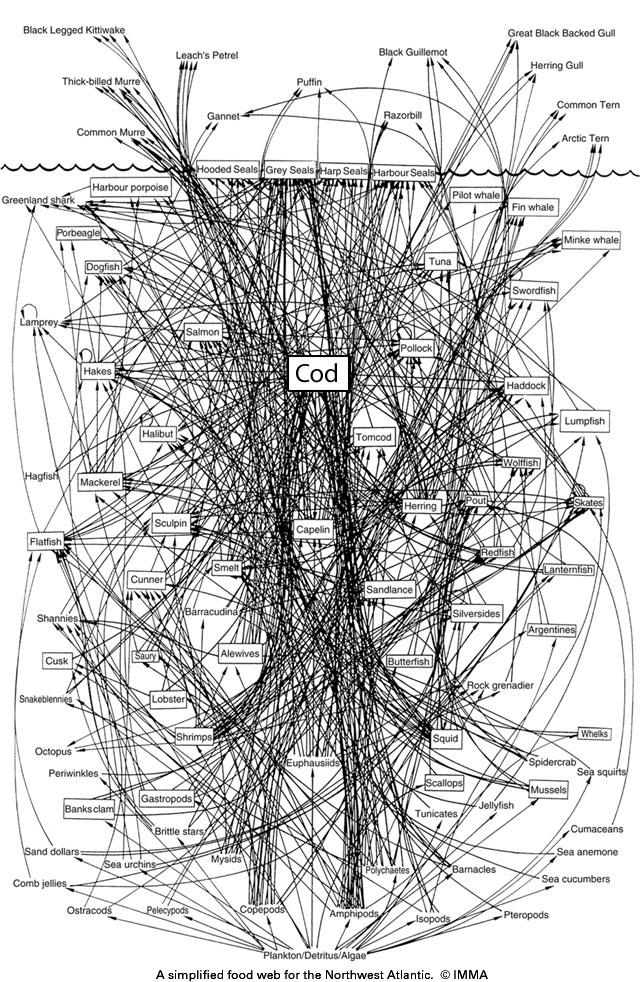 Black Legged Kittiwake
Great Black Backed Gull
Leach's Petrel
Black Guillemot
Herring Gull
Thick-billed Murre
Puffin
Common Tern
Gannet
Razorbill
Common Murre
Arctic Tern
Hooded Seals
Grey Seals
Harp Seals
Harbour Seals
Harbour porpoise
Pilot whale
Greenland shark
Fin whale
Porbeagle
Minke whale
Dogfish
Tuna
Swordfish
Lamprey
Salmon
Pollock
Hakes
Cod
Haddock
Lumpfish
Halibut
Tomcod
Wolffish
Hagfish
Mackerel
Herring
Pout
Skates
Sculpin
Capelin
Flatfish
Redfish
Smelt
Lanternfish
Cunner
Sandlance
Barracudina
Silversides
Shannies
Argentines
Cusk
Saury
Alewives
Butterfish
Rock grenadier
Snakeblennies
Lobster
Shrimps
Squid
Whelks
Octopus
Euphausiids
Spidercrab
Periwinkles
Sea squirts
Scallops
Mussels
Banksclam
Gastropods
Jellyfish
Tunicates
Brittle stars
Cumaceans
Sand dollars
Sea urchins
Mysids
Polychaetes
Barnacles
Sea anemone
Comb jellies
Sea cucumbers
Ostracods
Pelecypods
Copepods
Amphipods
Isopods
Pteropods
Plankton/Detritus/Algae
A simplified food web for the Northwest Atlantic. © IMMA